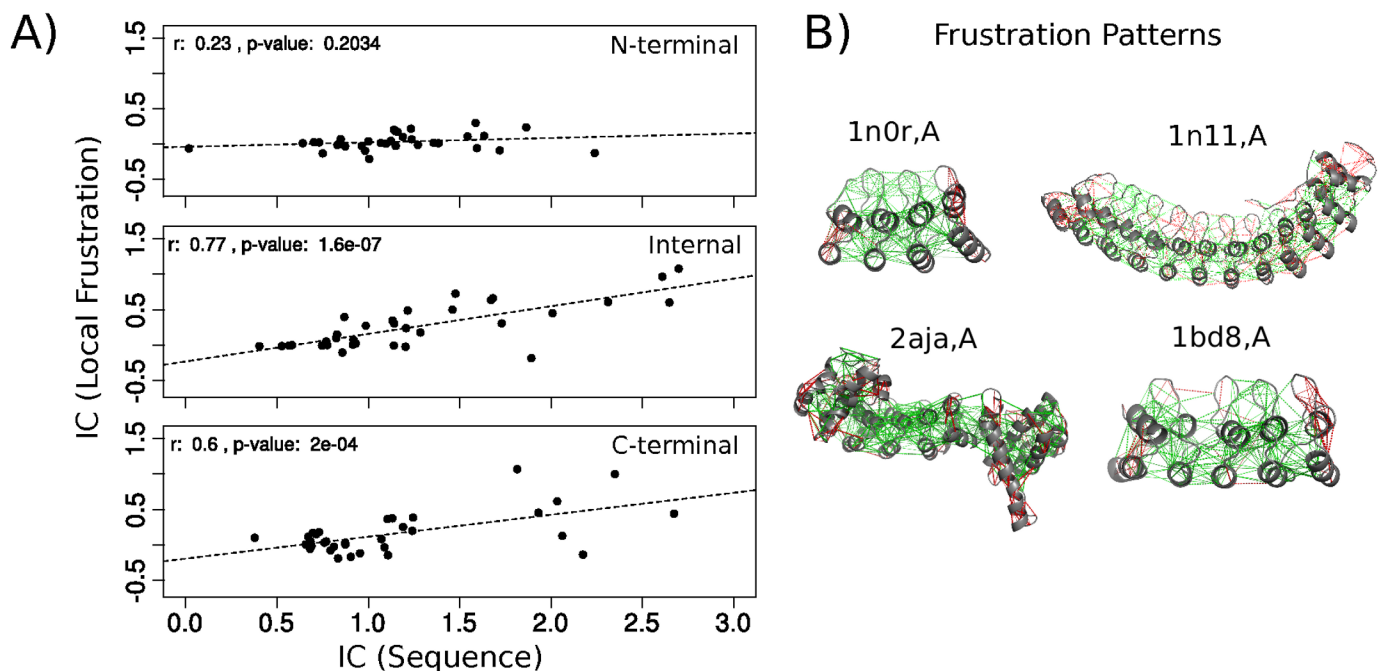 A)
IC (Local Frustration)
r: 0.23 , p-value: 0.2034
N-terminal
1.5
0.5
-0.5
r: 0.77 , p-value: 1.6e-07
Internal
1.5
0.5
-0.5
r: 0.6 , p-value: 2e-04
C-terminal
1.5
0.5
-0.5
0.0 0.5 1.0 1.5 2.0 2.5 3.0
IC (Sequence)
B) Frustration Patterns
1n0r,A 1n11,A
2aja,A 1bd8,A